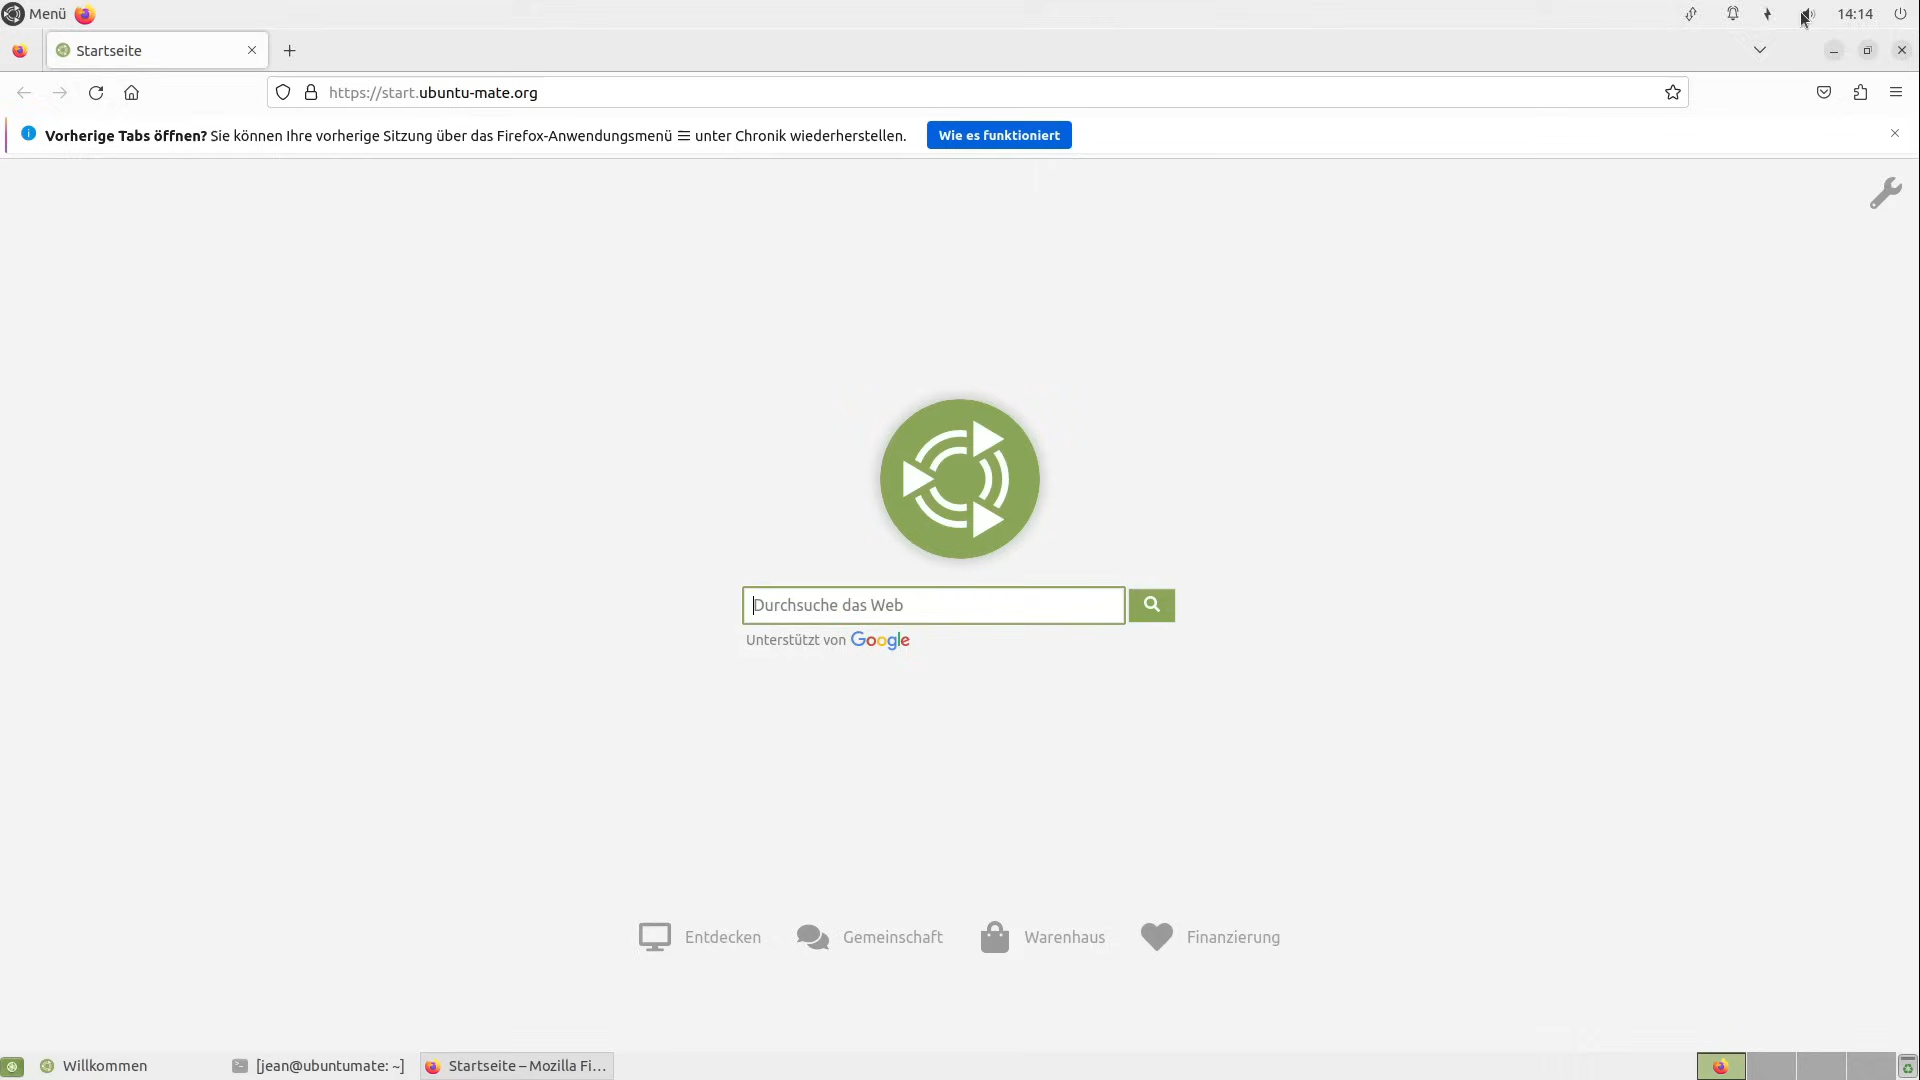 Menü
14:14
Startseite
https://start.ubuntu-mate.org
Vorherige Tabs öffnen? Sie können Ihre vorherige Sitzung über das Firefox-Anwendungsmenü ☰ unter Chronik wiederherstellen.
Wie es funktioniert
Durchsuche das Web
Unterstützt von Google
Entdecken
Gemeinschaft
Warenhaus
Finanzierung
Willkommen
[jean@ubuntumate: ~]
Startseite – Mozilla Fi...